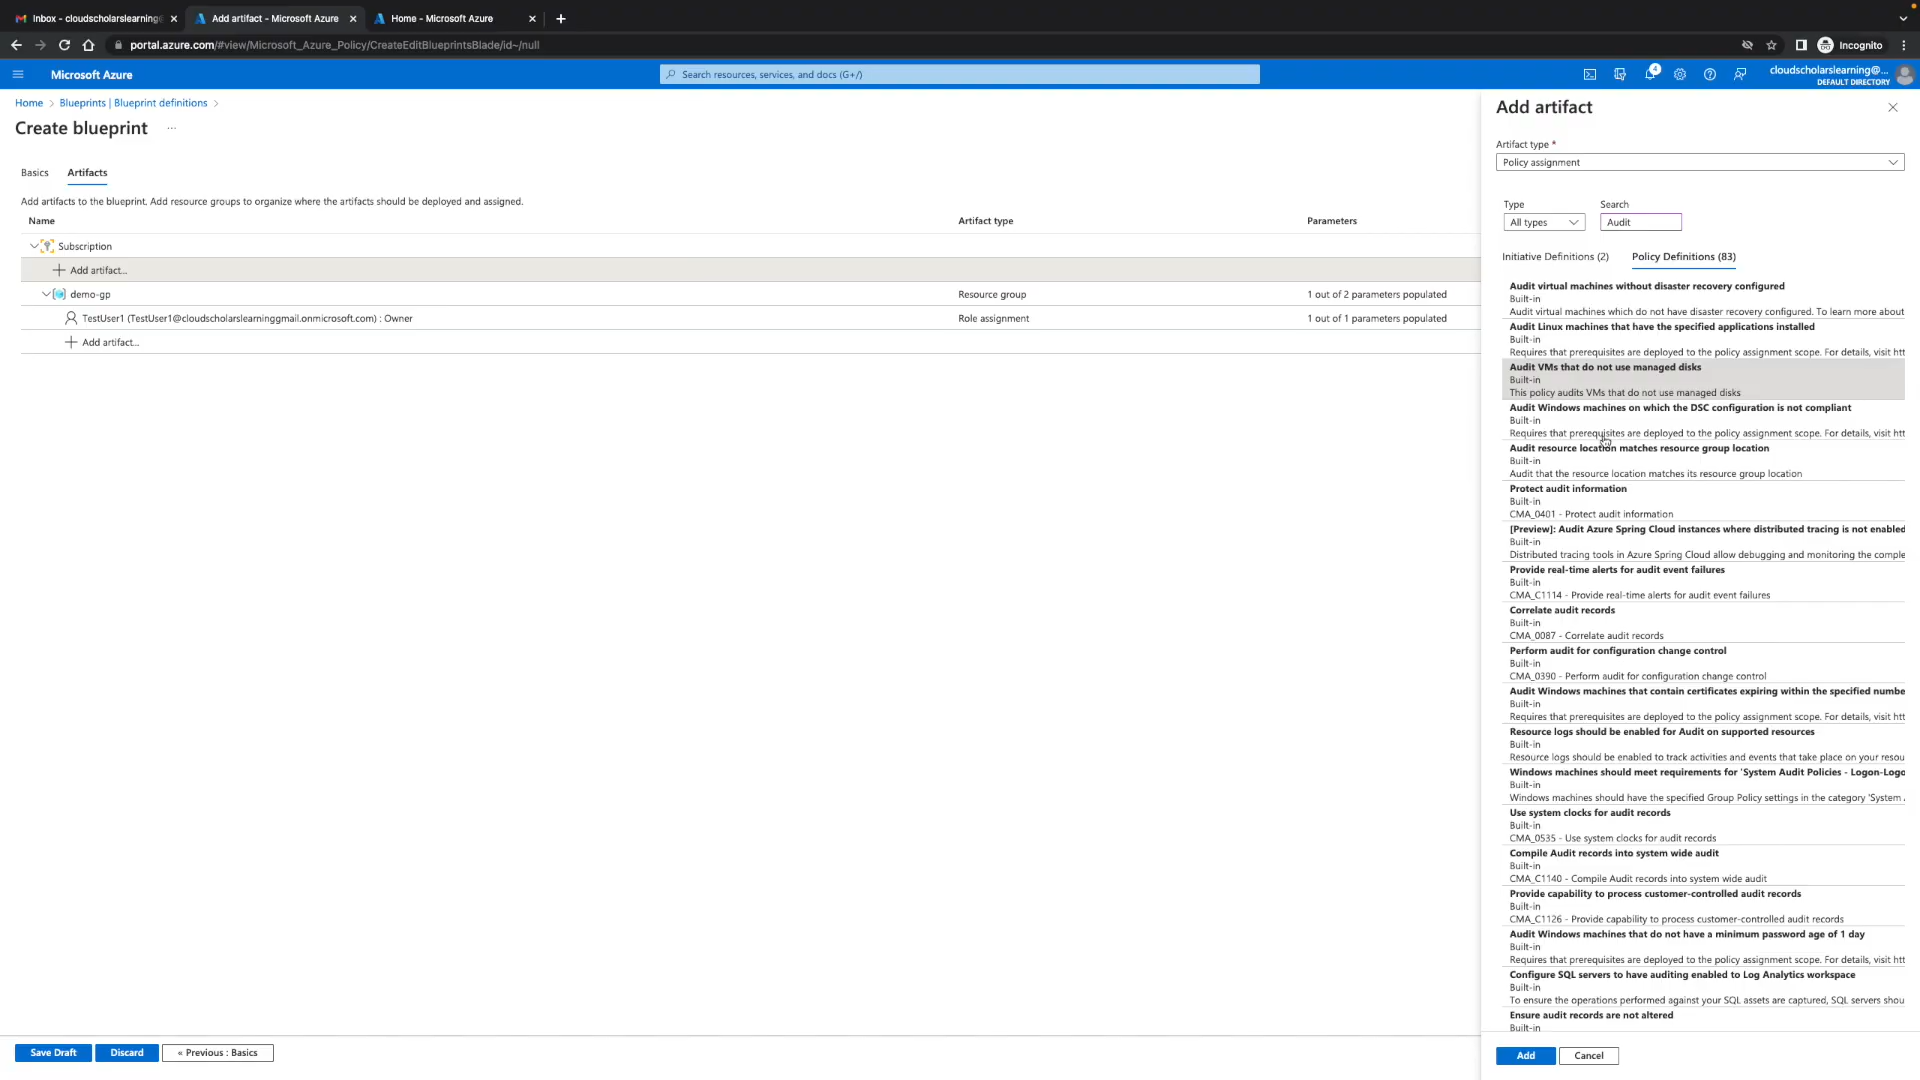 Inbox - cloudscholarslearning@
Add artifact - Microsoft Azure
Home - Microsoft Azure
portal.azure.com/#view/Microsoft_Azure_Policy/CreateEditBlueprintsBlade/id~/null
Incognito
Microsoft Azure
Search resources, services, and docs (G+/)
4
cloudscholarslearning@...
DEFAULT DIRECTORY
Home > Blueprints | Blueprint definitions >
Create blueprint ...
Basics
Artifacts
Add artifacts to the blueprint. Add resource groups to organize where the artifacts should be deployed and assigned.
Name Artifact type Parameters
Subscription
Add artifact...
demo-gp Resource group 1 out of 2 parameters populated
TestUser1 (TestUser1@cloudscholarslearninggmail.onmicrosoft.com) : Owner Role assignment 1 out of 1 parameters populated
Add artifact...
Save Draft
Discard
« Previous : Basics
Add artifact
Artifact type *
Policy assignment
Type Search
All types Audit
Initiative Definitions (2) Policy Definitions (83)
Audit virtual machines without disaster recovery configured
Built-in
Audit virtual machines which do not have disaster recovery configured. To learn more about
Audit Linux machines that have the specified applications installed
Built-in
Requires that prerequisites are deployed to the policy assignment scope. For details, visit htt
Audit VMs that do not use managed disks
Built-in
This policy audits VMs that do not use managed disks
Audit Windows machines on which the DSC configuration is not compliant
Built-in
Requires that prerequisites are deployed to the policy assignment scope. For details, visit htt
Audit resource location matches resource group location
Built-in
Audit that the resource location matches its resource group location
Protect audit information
Built-in
CMA_0401 - Protect audit information
[Preview]: Audit Azure Spring Cloud instances where distributed tracing is not enabled
Built-in
Distributed tracing tools in Azure Spring Cloud allow debugging and monitoring the comple
Provide real-time alerts for audit event failures
Built-in
CMA_C1114 - Provide real-time alerts for audit event failures
Correlate audit records
Built-in
CMA_0087 - Correlate audit records
Perform audit for configuration change control
Built-in
CMA_0390 - Perform audit for configuration change control
Audit Windows machines that contain certificates expiring within the specified numbe
Built-in
Requires that prerequisites are deployed to the policy assignment scope. For details, visit htt
Resource logs should be enabled for Audit on supported resources
Built-in
Resource logs should be enabled to track activities and events that take place on your resou
Windows machines should meet requirements for 'System Audit Policies - Logon-Logo
Built-in
Windows machines should have the specified Group Policy settings in the category 'System
Use system clocks for audit records
Built-in
CMA_0535 - Use system clocks for audit records
Compile Audit records into system wide audit
Built-in
CMA_C1140 - Compile Audit records into system wide audit
Provide capability to process customer-controlled audit records
Built-in
CMA_C1126 - Provide capability to process customer-controlled audit records
Audit Windows machines that do not have a minimum password age of 1 day
Built-in
Requires that prerequisites are deployed to the policy assignment scope. For details, visit htt
Configure SQL servers to have auditing enabled to Log Analytics workspace
Built-in
To ensure the operations performed against your SQL assets are captured, SQL servers shou
Ensure audit records are not altered
Built-in
Add
Cancel